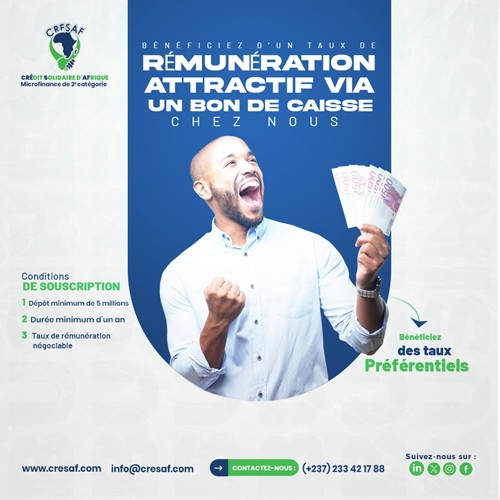 CRESAF
CRÉDIT SOLIDAIRE D'AFRIQUE
Microfinance de 2e catégorie
BÉNÉFICIEZ D'UN TAUX DE
RÉMUNÉRATION
ATTRACTIF VIA
UN BON DE CAISSE
CHEZ NOUS
500
Conditions
DE SOUSCRIPTION
1 Dépôt minimum de 5 millions
2 Durée minimum d'un an
3 Taux de rémunération
négociable
Bénéficiez
des taux
Préférentiels
Suivez-nous sur :
www.cresaf.com info@cresaf.com CONTACTEZ-NOUS : (+237) 233 42 17 88